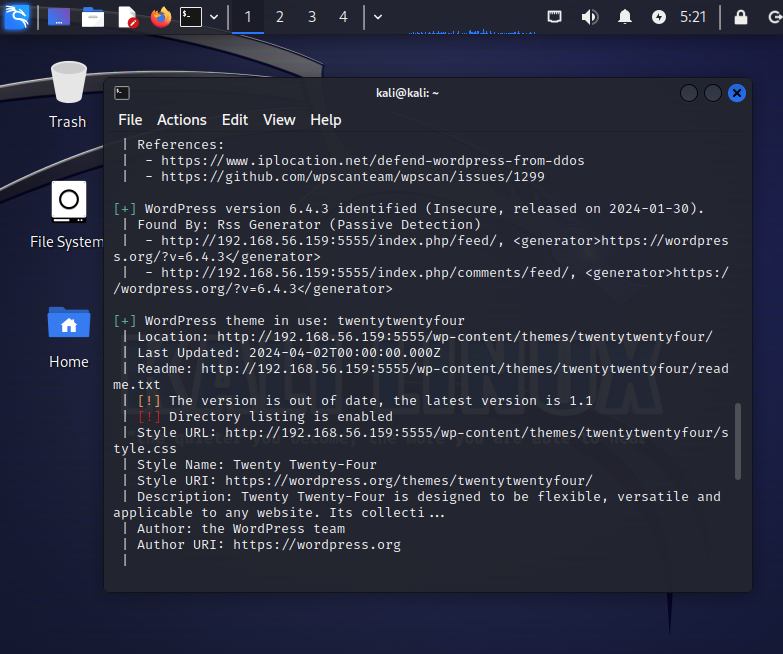 1 2 3 4 5:21
Trash
File System
Home
kali@kali: ~
File Actions Edit View Help
| References:
|  - https://www.iplocation.net/defend-wordpress-from-ddos
|  - https://github.com/wpscanteam/wpscan/issues/1299
[+] WordPress version 6.4.3 identified (Insecure, released on 2024-01-30).
| Found By: Rss Generator (Passive Detection)
|  - http://192.168.56.159:5555/index.php/feed/, <generator>https://wordpres
s.org/?v=6.4.3</generator>
|  - http://192.168.56.159:5555/index.php/comments/feed/, <generator>https:/
/wordpress.org/?v=6.4.3</generator>
[+] WordPress theme in use: twentytwentyfour
| Location: http://192.168.56.159:5555/wp-content/themes/twentytwentyfour/
| Last Updated: 2024-04-02T00:00:00.000Z
| Readme: http://192.168.56.159:5555/wp-content/themes/twentytwentyfour/read
me.txt
| [!] The version is out of date, the latest version is 1.1
| [!] Directory listing is enabled
| Style URL: http://192.168.56.159:5555/wp-content/themes/twentytwentyfour/s
tyle.css
| Style Name: Twenty Twenty-Four
| Style URI: https://wordpress.org/themes/twentytwentyfour/
| Description: Twenty Twenty-Four is designed to be flexible, versatile and
applicable to any website. Its collecti...
| Author: the WordPress team
| Author URI: https://wordpress.org
|